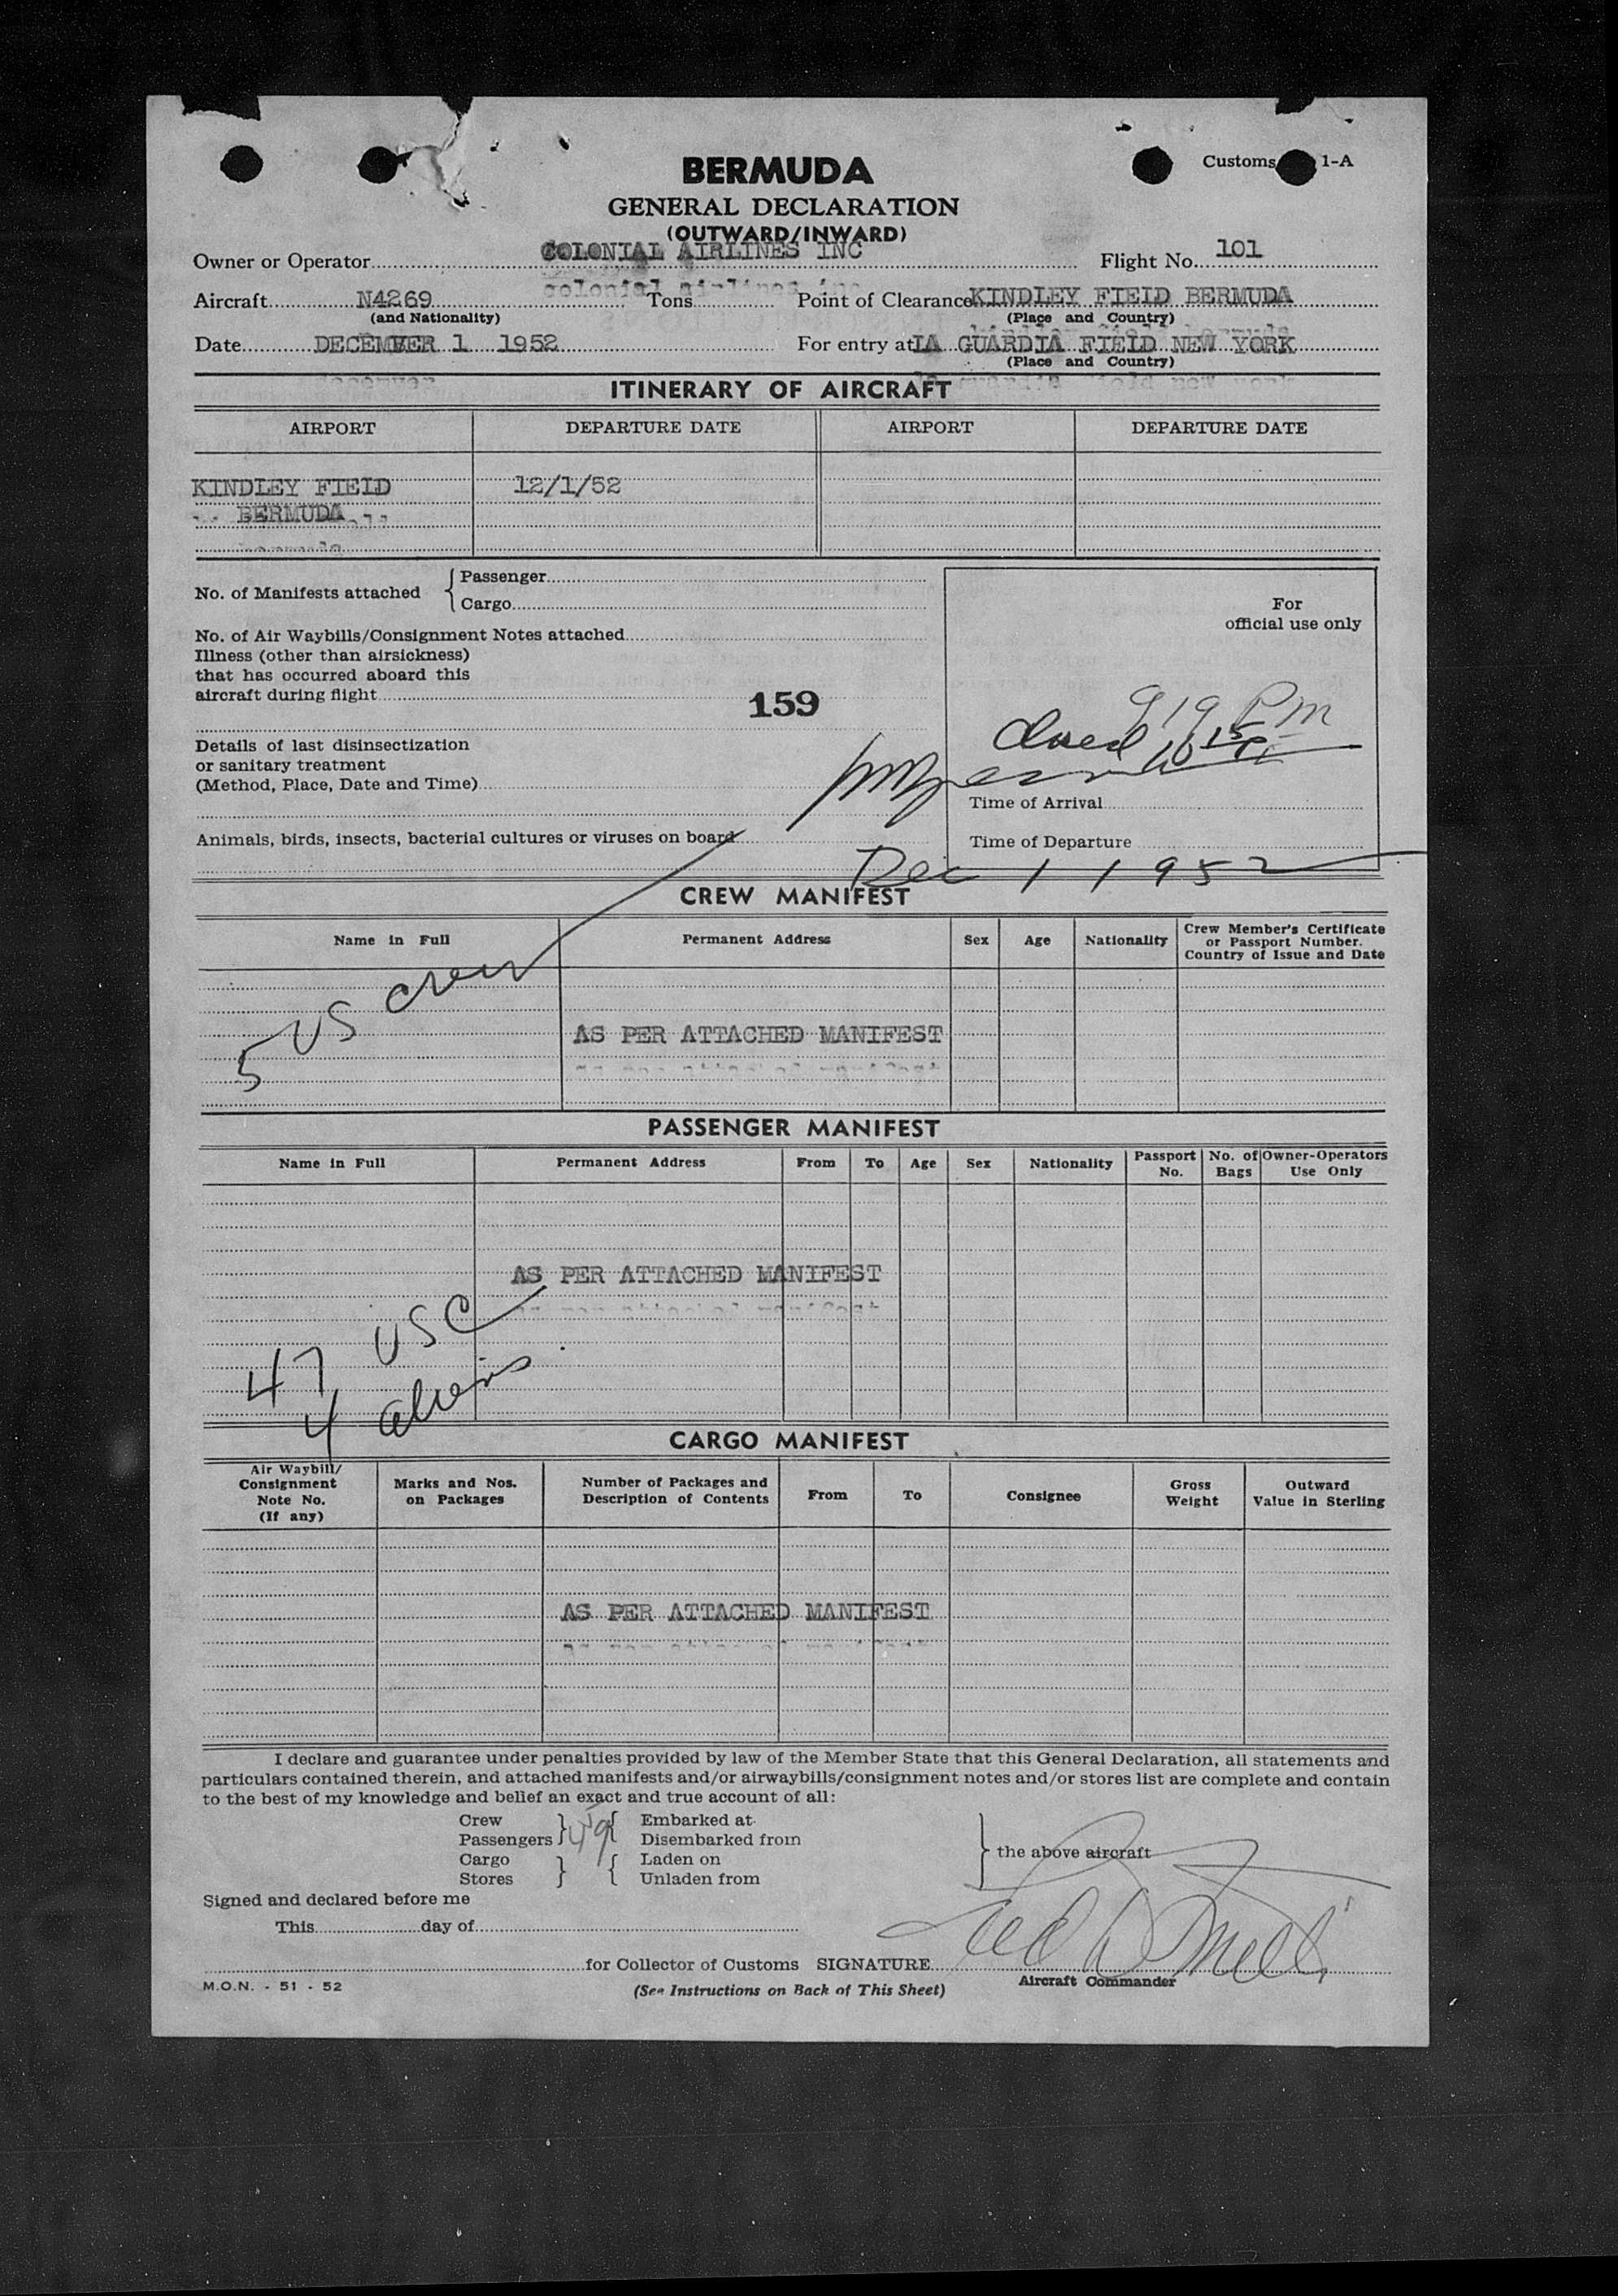 Customs 1-A
BERMUDA
GENERAL DECLARATION
(OUTWARD/INWARD)
Owner or Operator COLONIAL AIRLINES INC Flight No. 101
colonial airlines inc
Aircraft N4269 Tons Point of Clearance KINDLEY FIELD BERMUDA
(and Nationality) (Place and Country)
Date DECEMBER 1 1952 For entry at LA GUARDIA FIELD NEW YORK
(Place and Country)
ITINERARY OF AIRCRAFT
AIRPORT DEPARTURE DATE AIRPORT DEPARTURE DATE
KINDLEY FIELD 12/1/52
BERMUDA
No. of Manifests attached { Passenger
Cargo
For
official use only
No. of Air Waybills/Consignment Notes attached
Illness (other than airsickness)
that has occurred aboard this
aircraft during flight
159
919 PM
Details of last disinsectization
or sanitary treatment
(Method, Place, Date and Time)
Time of Arrival
Animals, birds, insects, bacterial cultures or viruses on board
Time of Departure
Dec 1 1952
CREW MANIFEST
Name in Full Permanent Address Sex Age Nationality Crew Member's Certificate
or Passport Number.
Country of Issue and Date
5 US crew
AS PER ATTACHED MANIFEST
PASSENGER MANIFEST
Name in Full Permanent Address From To Age Sex Nationality Passport No. No. of Bags Owner-Operators Use Only
AS PER ATTACHED MANIFEST
47 USC
4 aliens
CARGO MANIFEST
Air Waybill/
Consignment
Note No.
(If any)
Marks and Nos.
on Packages
Number of Packages and
Description of Contents
From To Consignee
Gross
Weight
Outward
Value in Sterling
AS PER ATTACHED MANIFEST
I declare and guarantee under penalties provided by law of the Member State that this General Declaration, all statements and
particulars contained therein, and attached manifests and/or airwaybills/consignment notes and/or stores list are complete and contain
to the best of my knowledge and belief an exact and true account of all:
Crew } { Embarked at
Passengers 49 Disembarked from
the above aircraft
Cargo } { Laden on
Stores Unladen from
Signed and declared before me
This day of
for Collector of Customs SIGNATURE
Aircraft Commander
M.O.N. - 51 - 52
(See Instructions on Back of This Sheet)